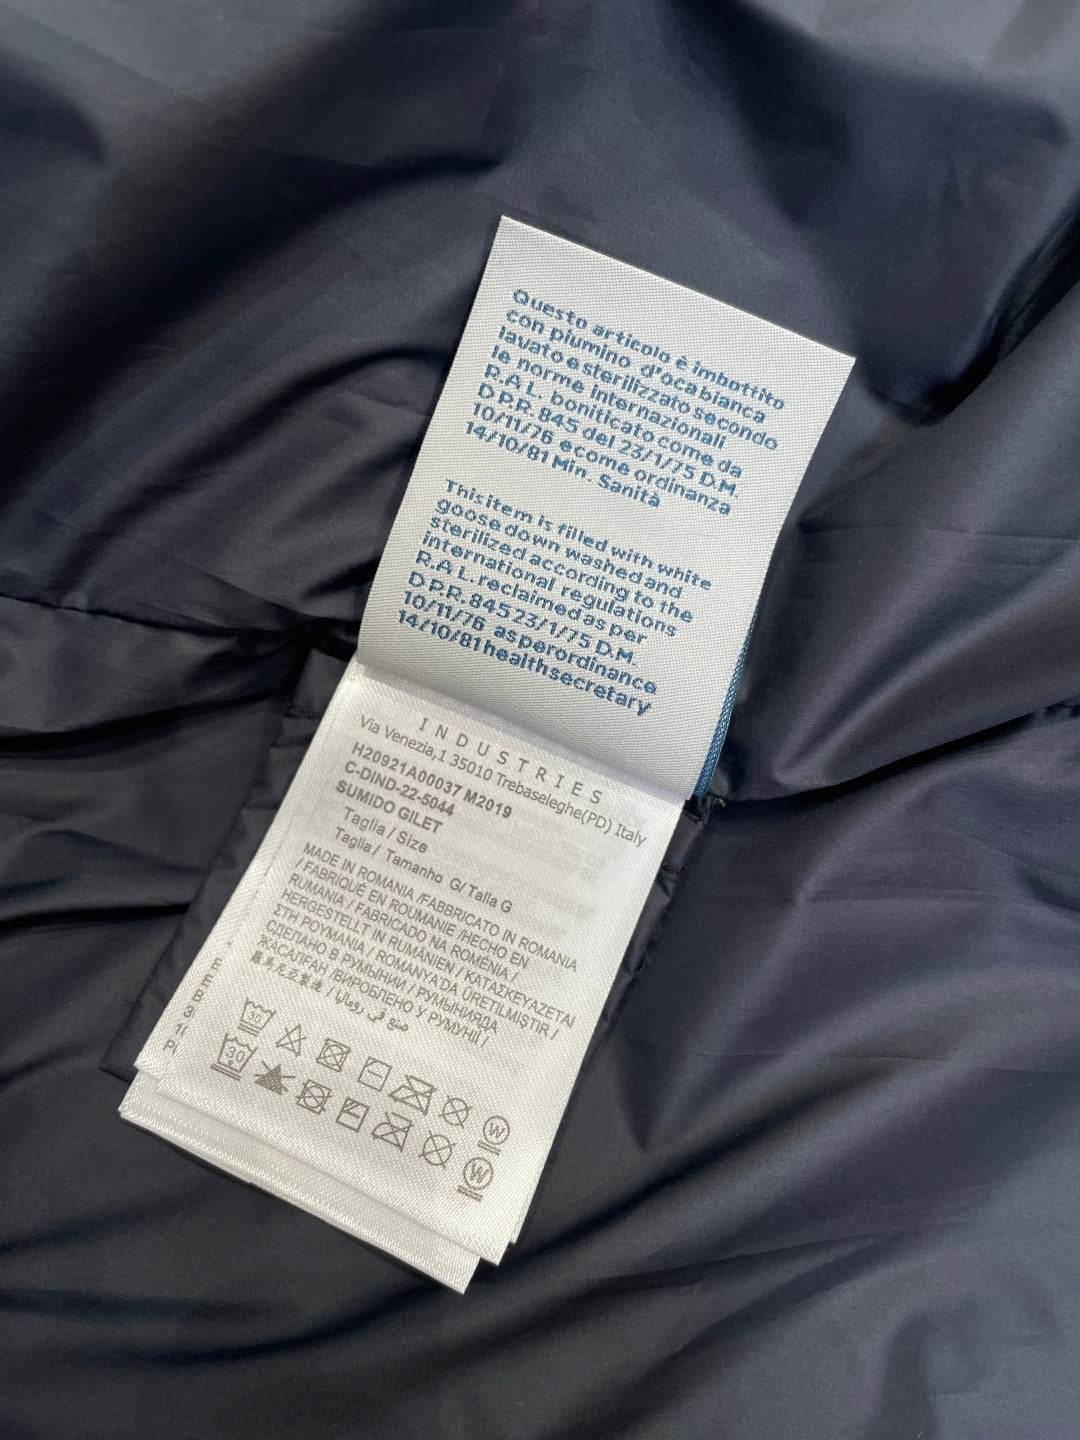 Questo articolo è imbottito
con piumino d'oca bianca
lavato e sterilizzato secondo
le norme internazionali
R.A.L. boniticato come da
D P.R. 845 del 23/1/75 D.M.
10/11/76 e come ordinanza
14/10/81 Min. Sanità
This item is filled with white
goose down washed and
sterilized according to the
international regulations
R.A L. reclaimed as per
D P.R. 845 23/1/75 D.M.
10/11/76 as per ordinance
14/10/81 health secretary
INDUSTRIES
Via Venezia,1 35010 Trebaseleghe(PD) Italy
H20921A00037 M2019
C-DIND-22-5044
SUMIDO GILET
Taglia / Size
Taglia / Tamanho G/ Talla G
MADE IN ROMANIA /FABBRICATO IN ROMANIA
/ FABRIQUÉ EN ROUMANIE /HECHO EN
RUMANIA / FABRICADO NA ROMÉNIA /
HERGESTELLT IN RUMÄNIEN / ΚΑΤΑΣΚΕΥΑΖΕΤΑΙ
ΣΤΗ ΡΟΥΜΑΝΙΑ / ROMANYA'DA ÜRETILMIŞTIR /
СДЕЛАНО В РУМЫНИИ / РУМЫНИЯДА
ЖАСАЛҒАН /ВИРОБЛЕНО У РУМУНІЇ /
/ صنع في رومانيا
30
W
30
W